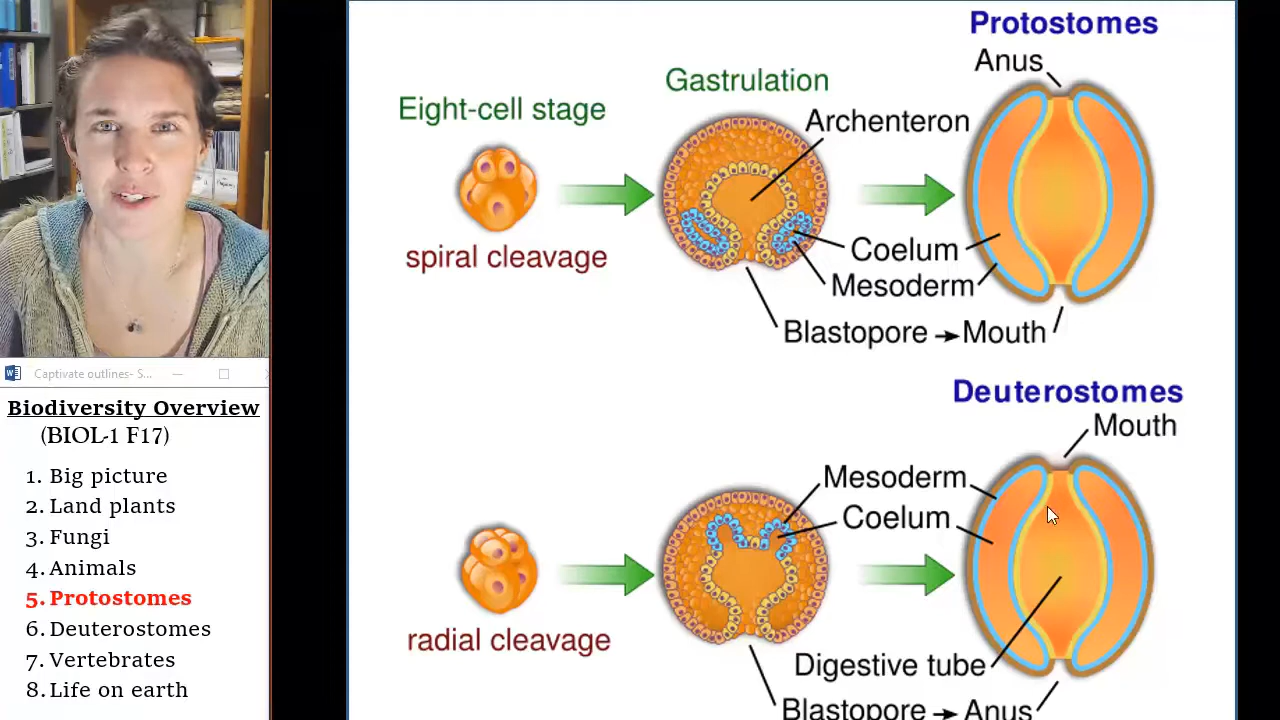 Protostomes
Anus
Gastrulation
Eight-cell stage
Archenteron
spiral cleavage
Coelum
Mesoderm
Blastopore → Mouth
Captivate outlines- S...
Biodiversity Overview
(BIOL-1 F17)
1. Big picture
2. Land plants
3. Fungi
4. Animals
5. Protostomes
6. Deuterostomes
7. Vertebrates
8. Life on earth
Deuterostomes
Mouth
Mesoderm
Coelum
radial cleavage
Digestive tube
Blastopore → Anus